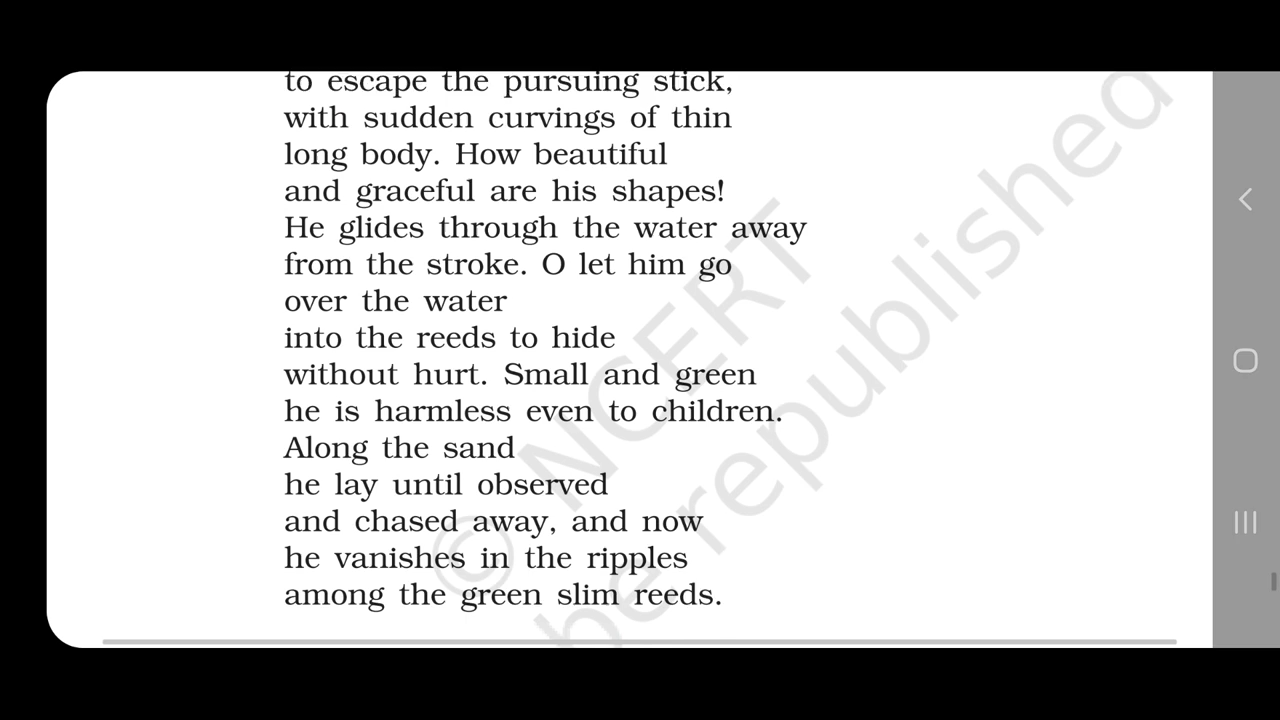 to escape the pursuing stick,
with sudden curvings of thin
long body. How beautiful
and graceful are his shapes!
He glides through the water away
from the stroke. O let him go
over the water
into the reeds to hide
without hurt. Small and green
he is harmless even to children.
Along the sand
he lay until observed
and chased away, and now
he vanishes in the ripples
among the green slim reeds.
© NCERT
be republished